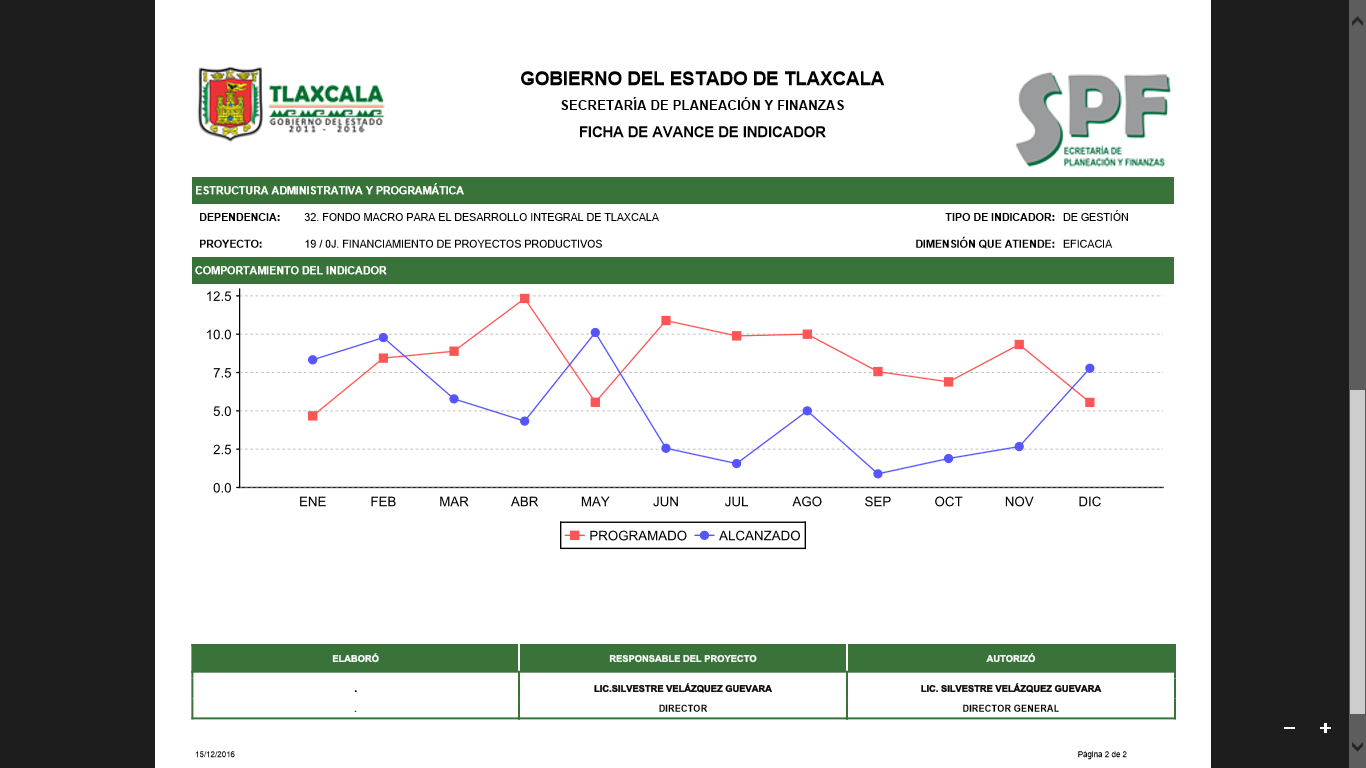 TLAXCALA
GOBIERNO DEL ESTADO
2011 - 2016
GOBIERNO DEL ESTADO DE TLAXCALA
SECRETARÍA DE PLANEACIÓN Y FINANZAS
FICHA DE AVANCE DE INDICADOR
SPF
ECRETARÍA DE
PLANEACIÓN Y FINANZAS
ESTRUCTURA ADMINISTRATIVA Y PROGRAMÁTICA
DEPENDENCIA: 32. FONDO MACRO PARA EL DESARROLLO INTEGRAL DE TLAXCALA TIPO DE INDICADOR: DE GESTIÓN
PROYECTO: 19 / 0J. FINANCIAMIENTO DE PROYECTOS PRODUCTIVOS DIMENSIÓN QUE ATIENDE: EFICACIA
COMPORTAMIENTO DEL INDICADOR
12.5
10.0
7.5
5.0
2.5
0.0
ENE FEB MAR ABR MAY JUN JUL AGO SEP OCT NOV DIC
PROGRAMADO ALCANZADO
ELABORÓ RESPONSABLE DEL PROYECTO AUTORIZÓ
. LIC.SILVESTRE VELÁZQUEZ GUEVARA LIC. SILVESTRE VELÁZQUEZ GUEVARA
. DIRECTOR DIRECTOR GENERAL
15/12/2016 Página 2 de 2